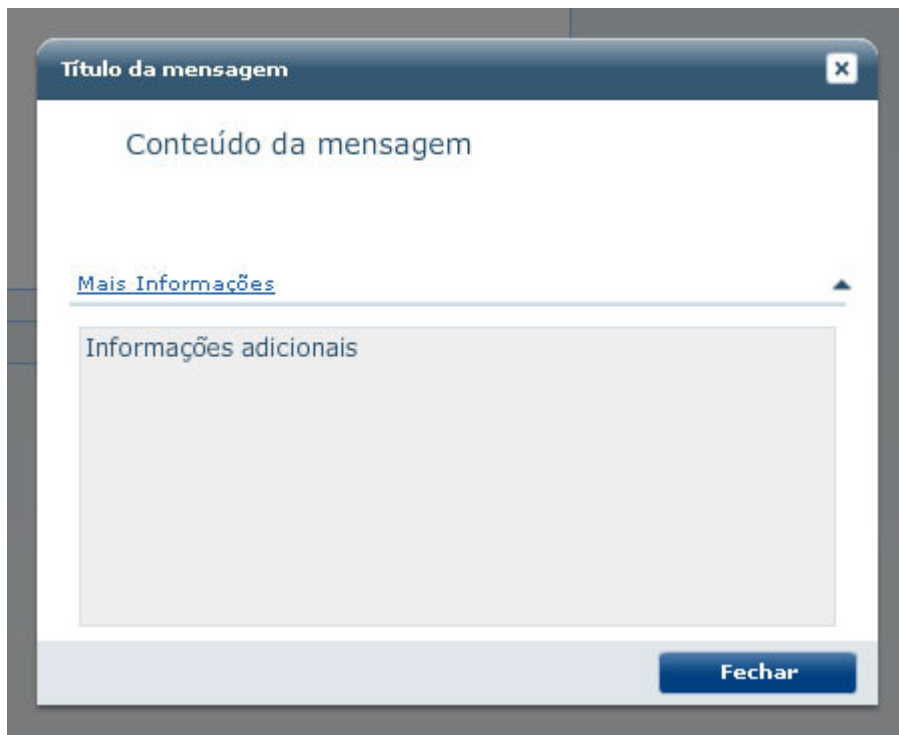 Título da mensagem
Conteúdo da mensagem
Mais Informações
Informações adicionais
Fechar